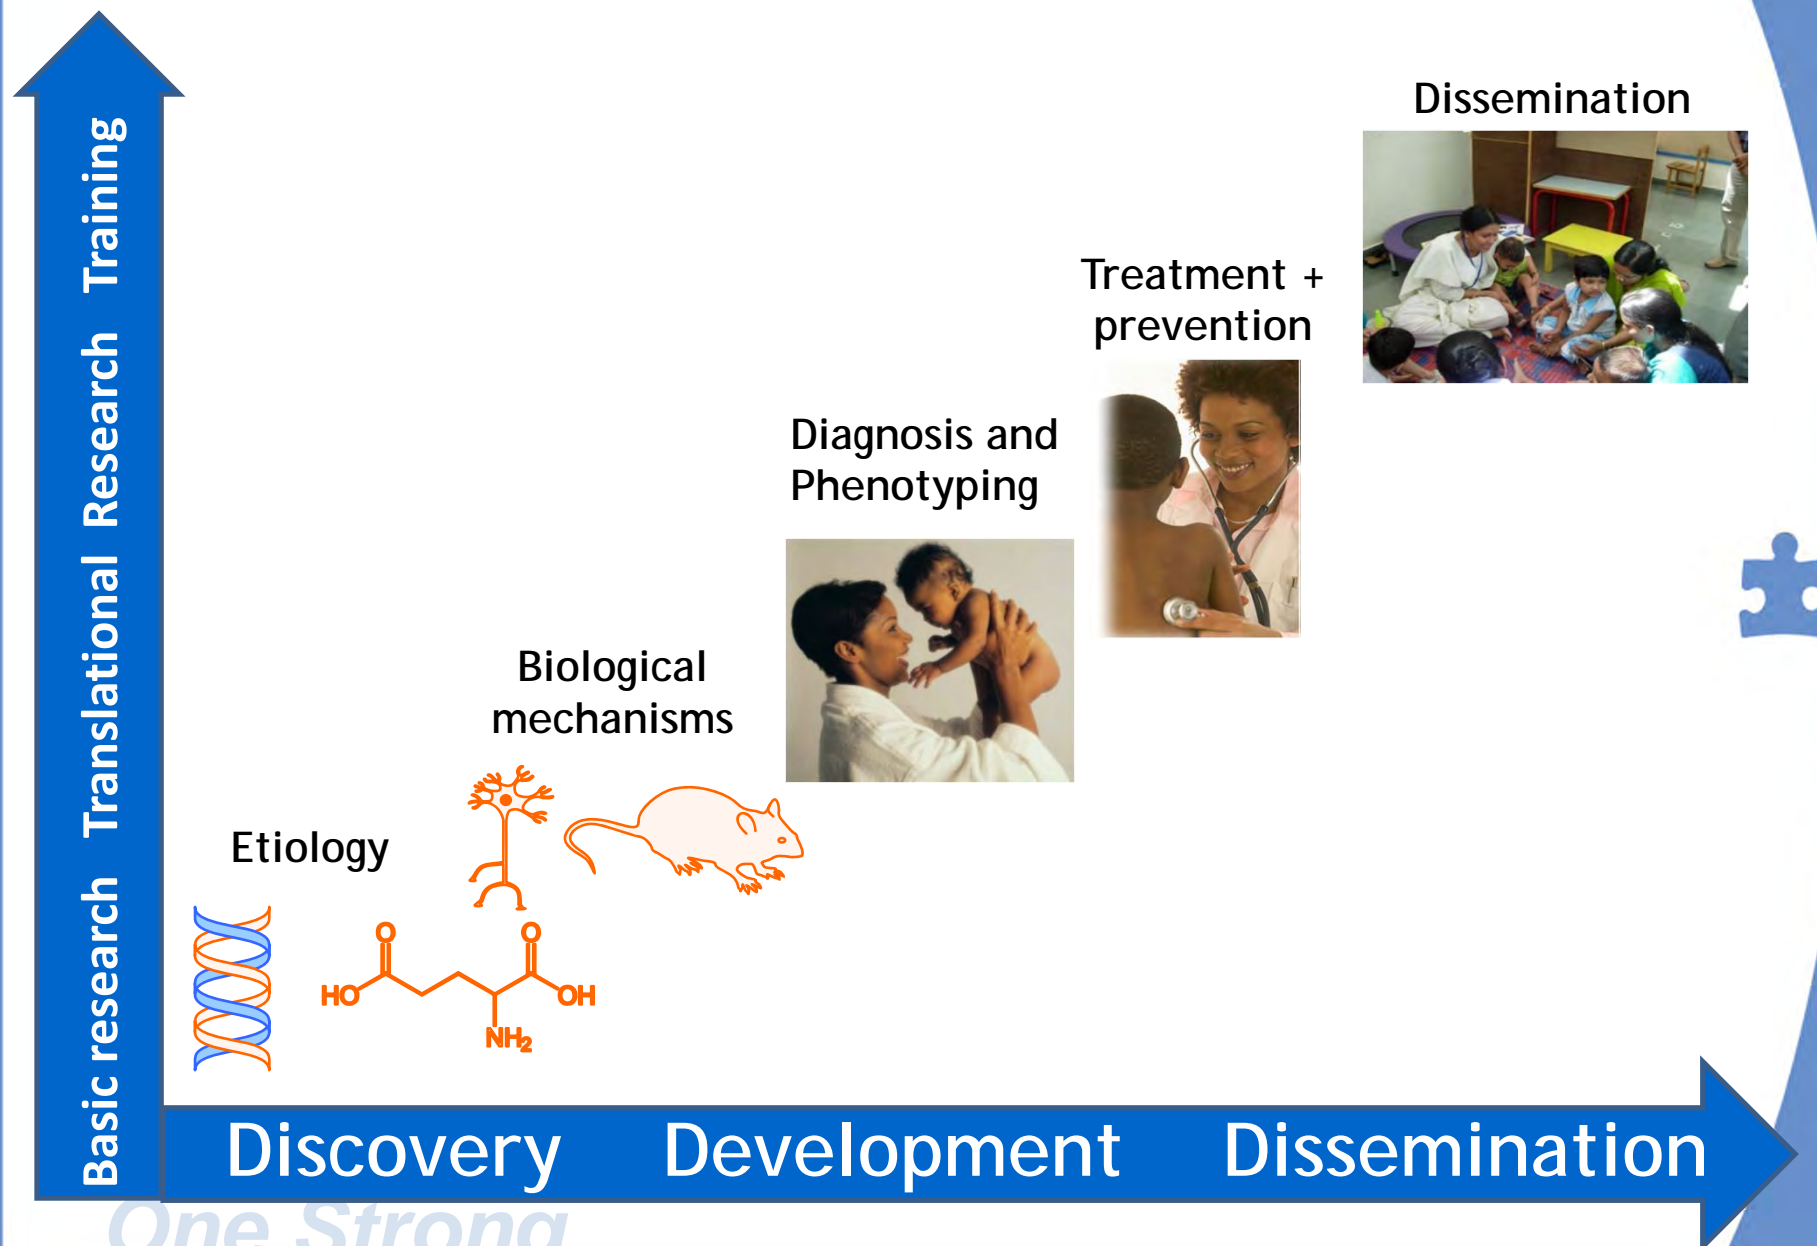 Dissemination
Treatment +
prevention
Diagnosis and
Phenotyping
Biological
mechanisms
Etiology
O
O
HO
OH
NH2
Basic research Translational Research Training
Discovery Development Dissemination
One Strong